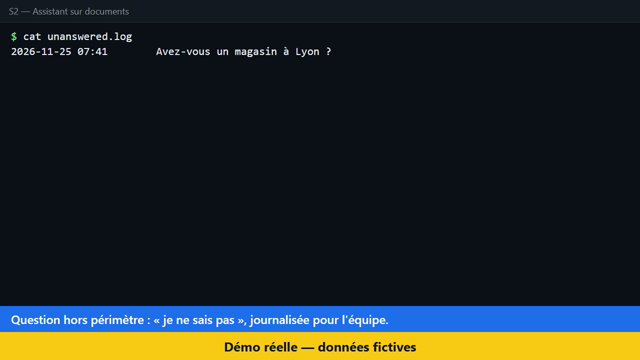 S2 — Assistant sur documents
$ cat unanswered.log
2026-11-25 07:41 Avez-vous un magasin à Lyon ?
Question hors périmètre : « je ne sais pas », journalisée pour l'équipe.
Démo réelle — données fictives